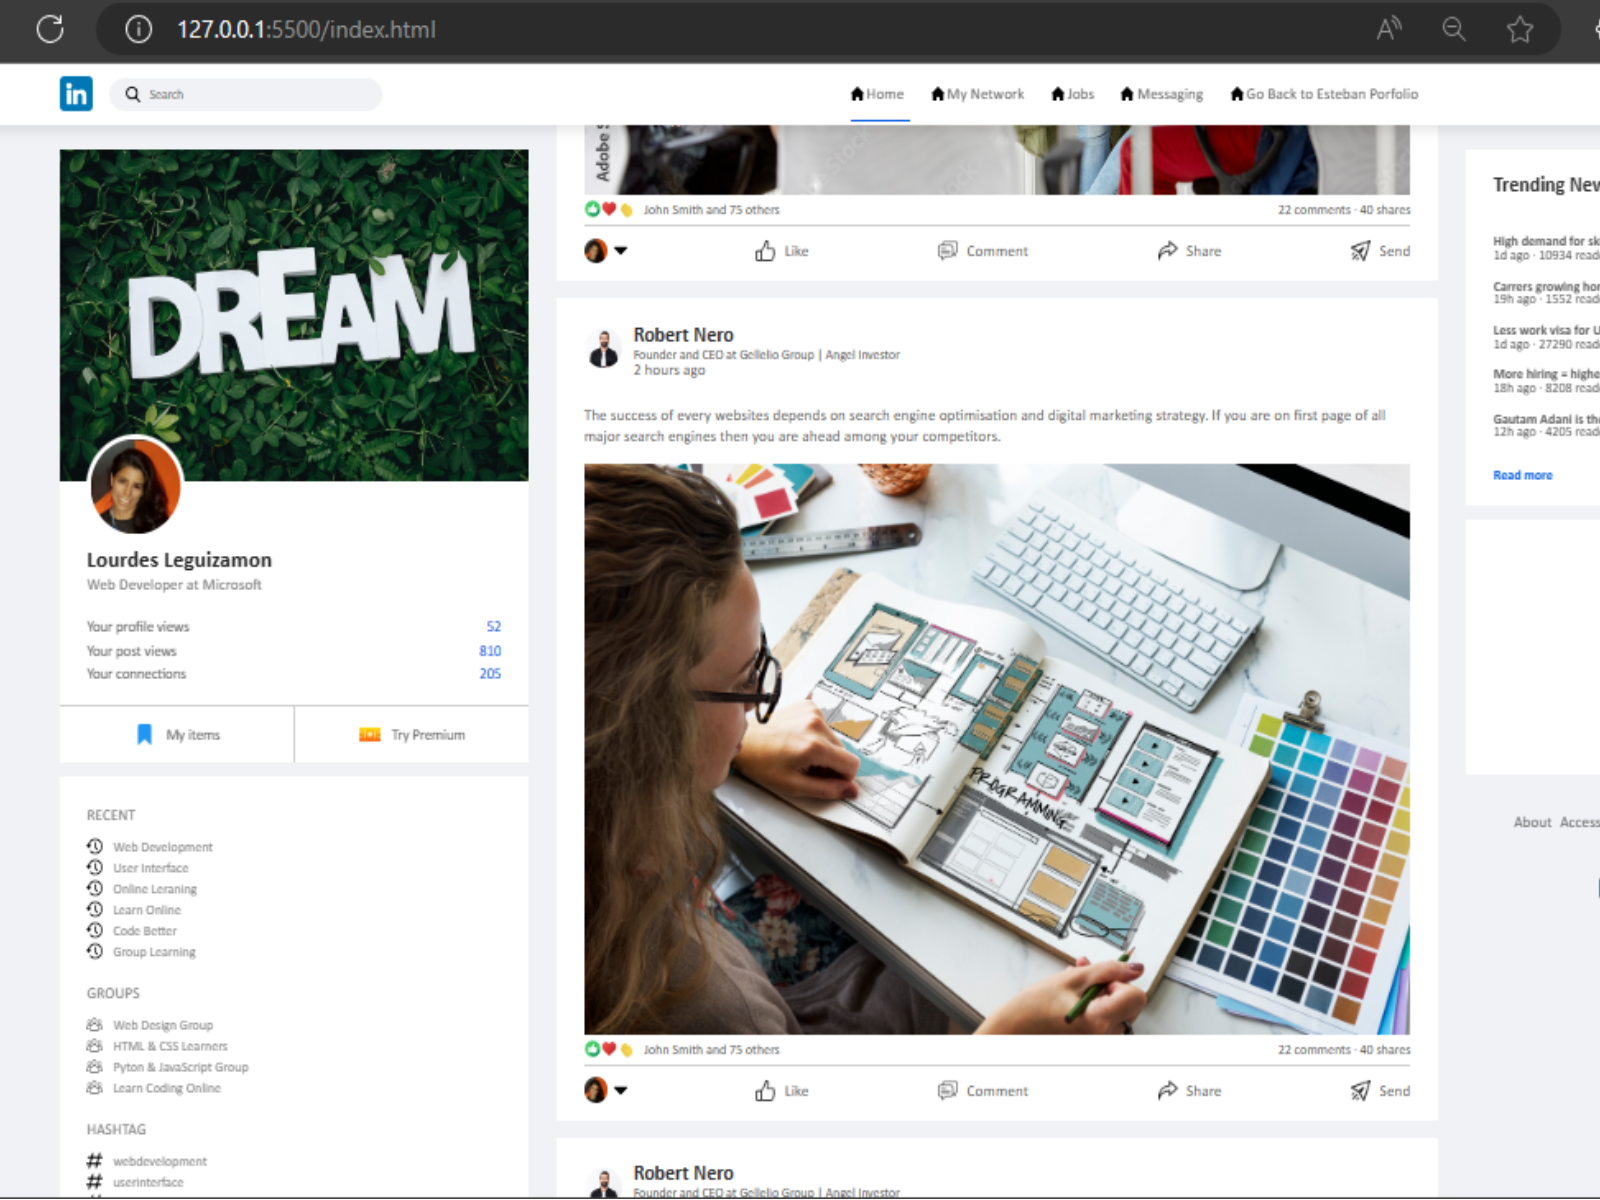 127.0.0.1:5500/index.html
in
Search
Home
My Network
Jobs
Messaging
Go Back to Esteban Porfolio
DREAM
Lourdes Leguizamon
Web Developer at Microsoft
Your profile views 52
Your post views 810
Your connections 205
My items
Try Premium
RECENT
Web Development
User Interface
Online Leraning
Learn Online
Code Better
Group Learning
GROUPS
Web Design Group
HTML & CSS Learners
Pyton & JavaScript Group
Learn Coding Online
HASHTAG
webdevelopment
userinterface
Adobe S
John Smith and 75 others
22 comments · 40 shares
Like
Comment
Share
Send
Robert Nero
Founder and CEO at Gellelio Group | Angel Investor
2 hours ago
The success of every websites depends on search engine optimisation and digital marketing strategy. If you are on first page of all
major search engines then you are ahead among your competitors.
PROGRAMMING
John Smith and 75 others
22 comments · 40 shares
Like
Comment
Share
Send
Robert Nero
Founder and CEO at Gellelio Group | Angel Investor
Trending New
High demand for sk
1d ago · 10934 read
Carrers growing hor
19h ago · 1552 read
Less work visa for U
1d ago · 27290 read
More hiring = highe
18h ago · 8208 read
Gautam Adani is the
12h ago · 4205 read
Read more
About Access